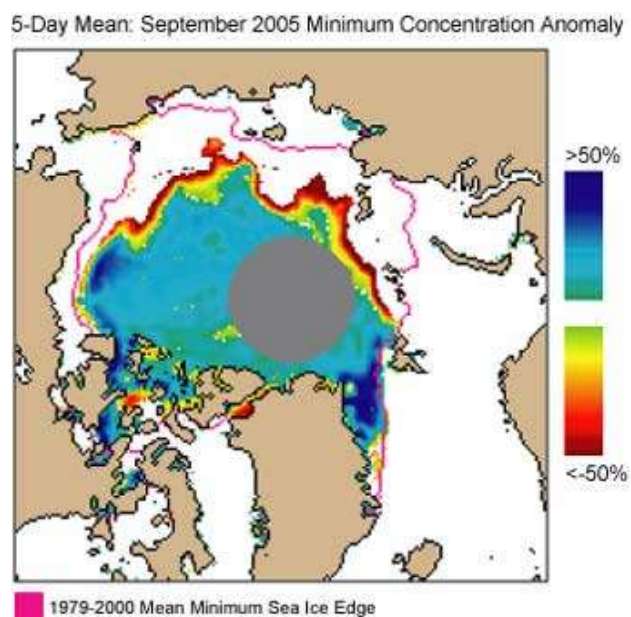 5-Day Mean: September 2005 Minimum Concentration Anomaly
>50%
<-50%
1979-2000 Mean Minimum Sea Ice Edge